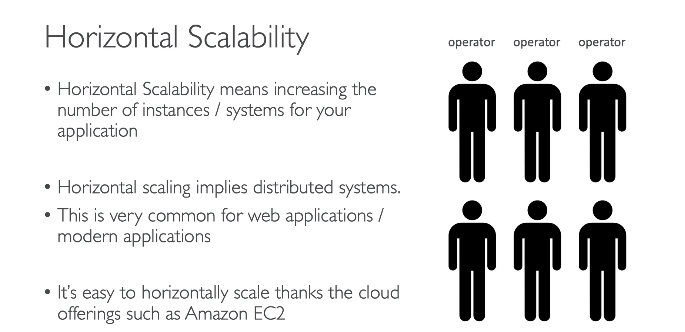 Horizontal Scalability
• Horizontal Scalability means increasing the
number of instances / systems for your
application
• Horizontal scaling implies distributed systems.
• This is very common for web applications /
modern applications
• It's easy to horizontally scale thanks the cloud
offerings such as Amazon EC2
operator operator operator